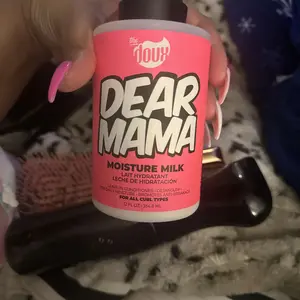 The
doux
DEAR
MAMA
MOISTURE MILK
LAIT HYDRATANT
LECHE DE HIDRATACIÓN
FOR ALL CURL TYPES